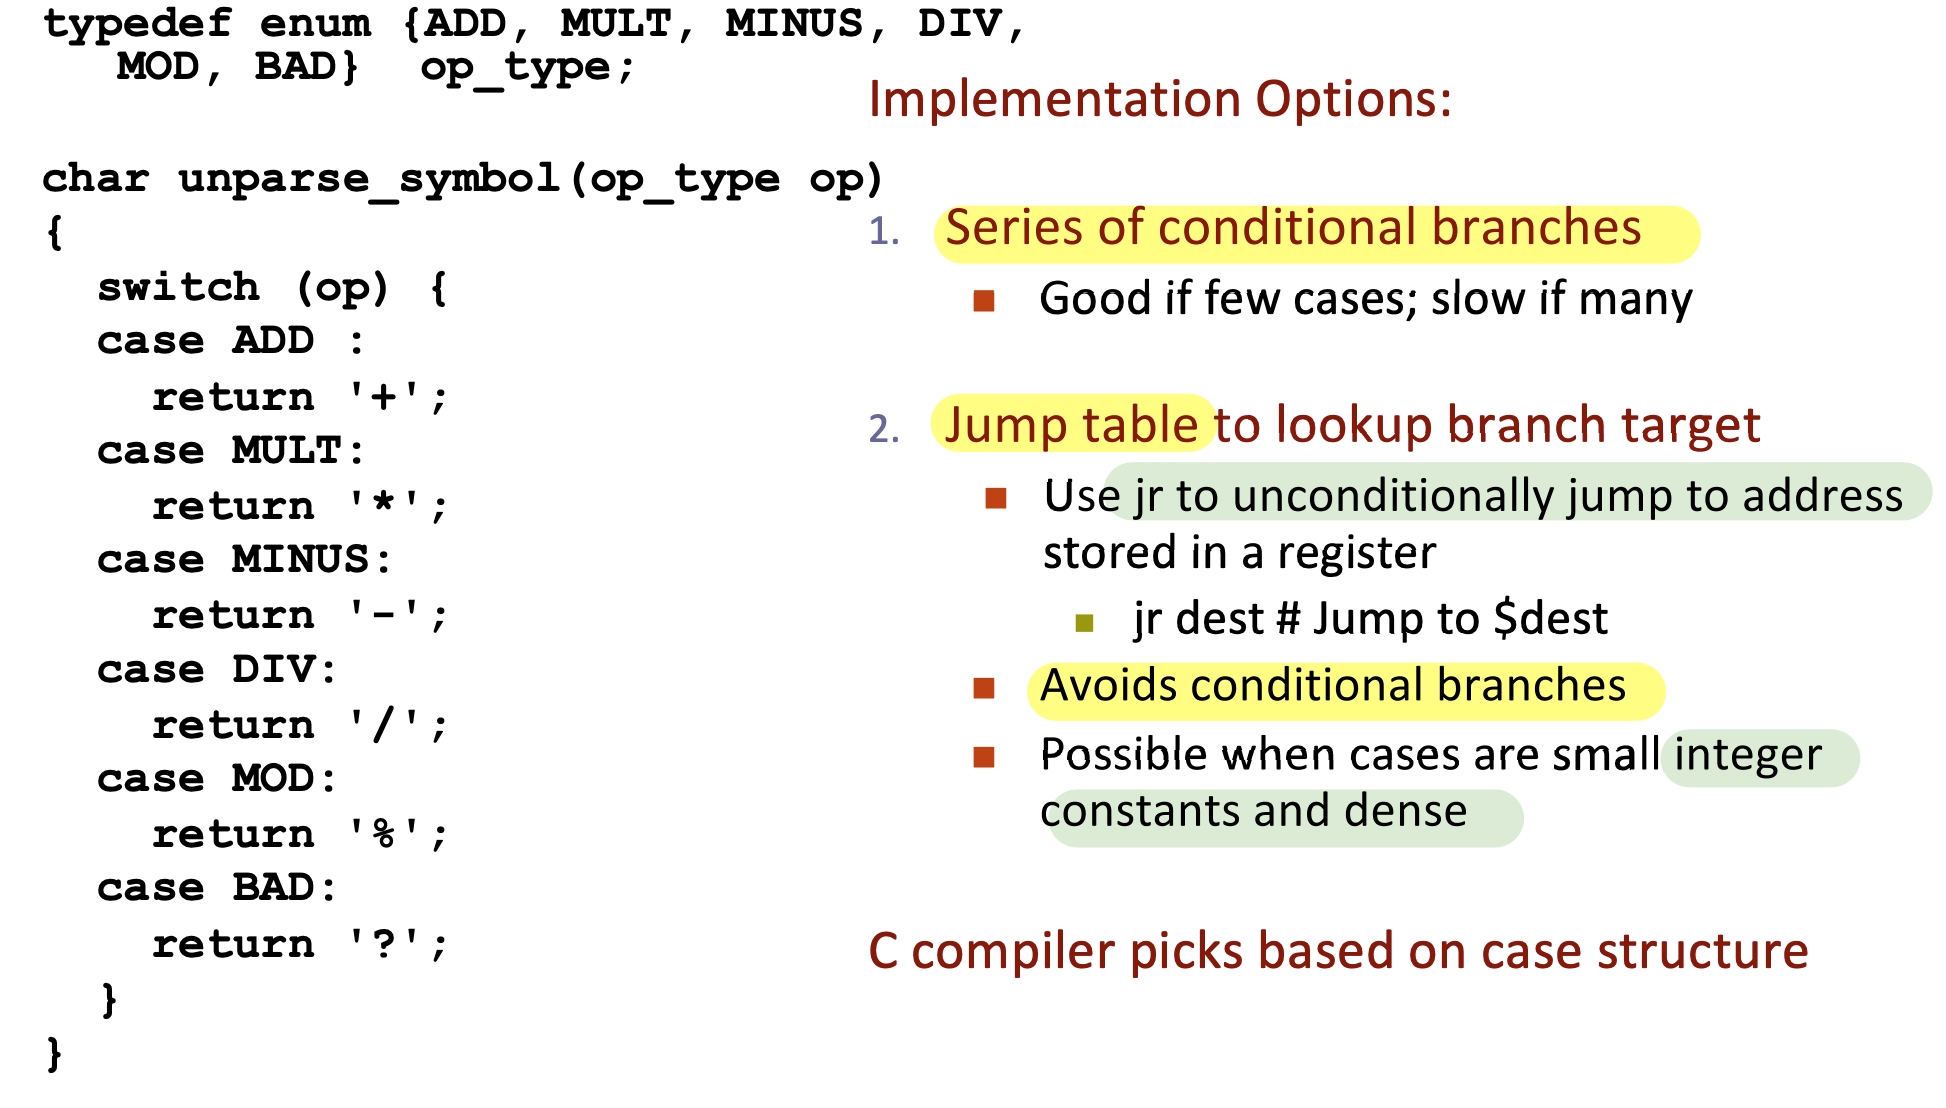 typedef enum {ADD, MULT, MINUS, DIV,
MOD, BAD} op_type;
char unparse_symbol(op_type op)
{
switch (op) {
case ADD :
return '+';
case MULT:
return '*';
case MINUS:
return '-';
case DIV:
return '/';
case MOD:
return '%';
case BAD:
return '?';
}
}
Implementation Options:
1. Series of conditional branches
■ Good if few cases; slow if many
2. Jump table to lookup branch target
■ Use jr to unconditionally jump to address
stored in a register
■ jr dest # Jump to $dest
■ Avoids conditional branches
■ Possible when cases are small integer
constants and dense
C compiler picks based on case structure